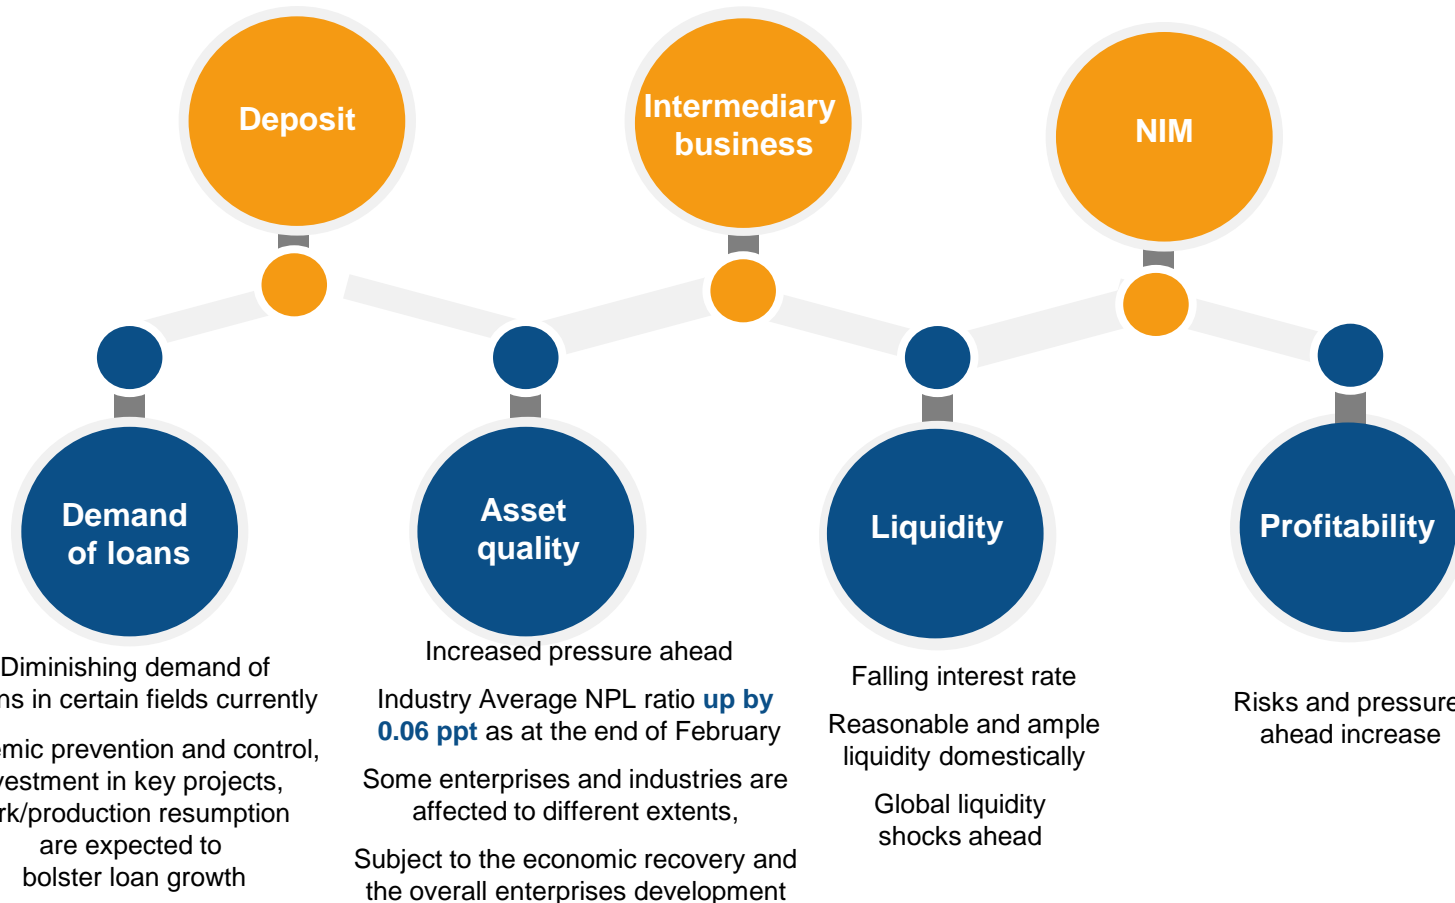 Deposit
Intermediary
business
NIM
Demand
of loans
Asset
quality
Liquidity
Profitability
Diminishing demand of
in certain fields currently
prevention and control,
in key projects,
resumption
are expected to
bolster loan growth
Increased pressure ahead
Industry Average NPL ratio up by
0.06 ppt as at the end of February
Some enterprises and industries are
affected to different extents,
Subject to the economic recovery and
the overall enterprises development
Falling interest rate
Reasonable and ample
liquidity domestically
Global liquidity
shocks ahead
Risks and pressure
ahead increase